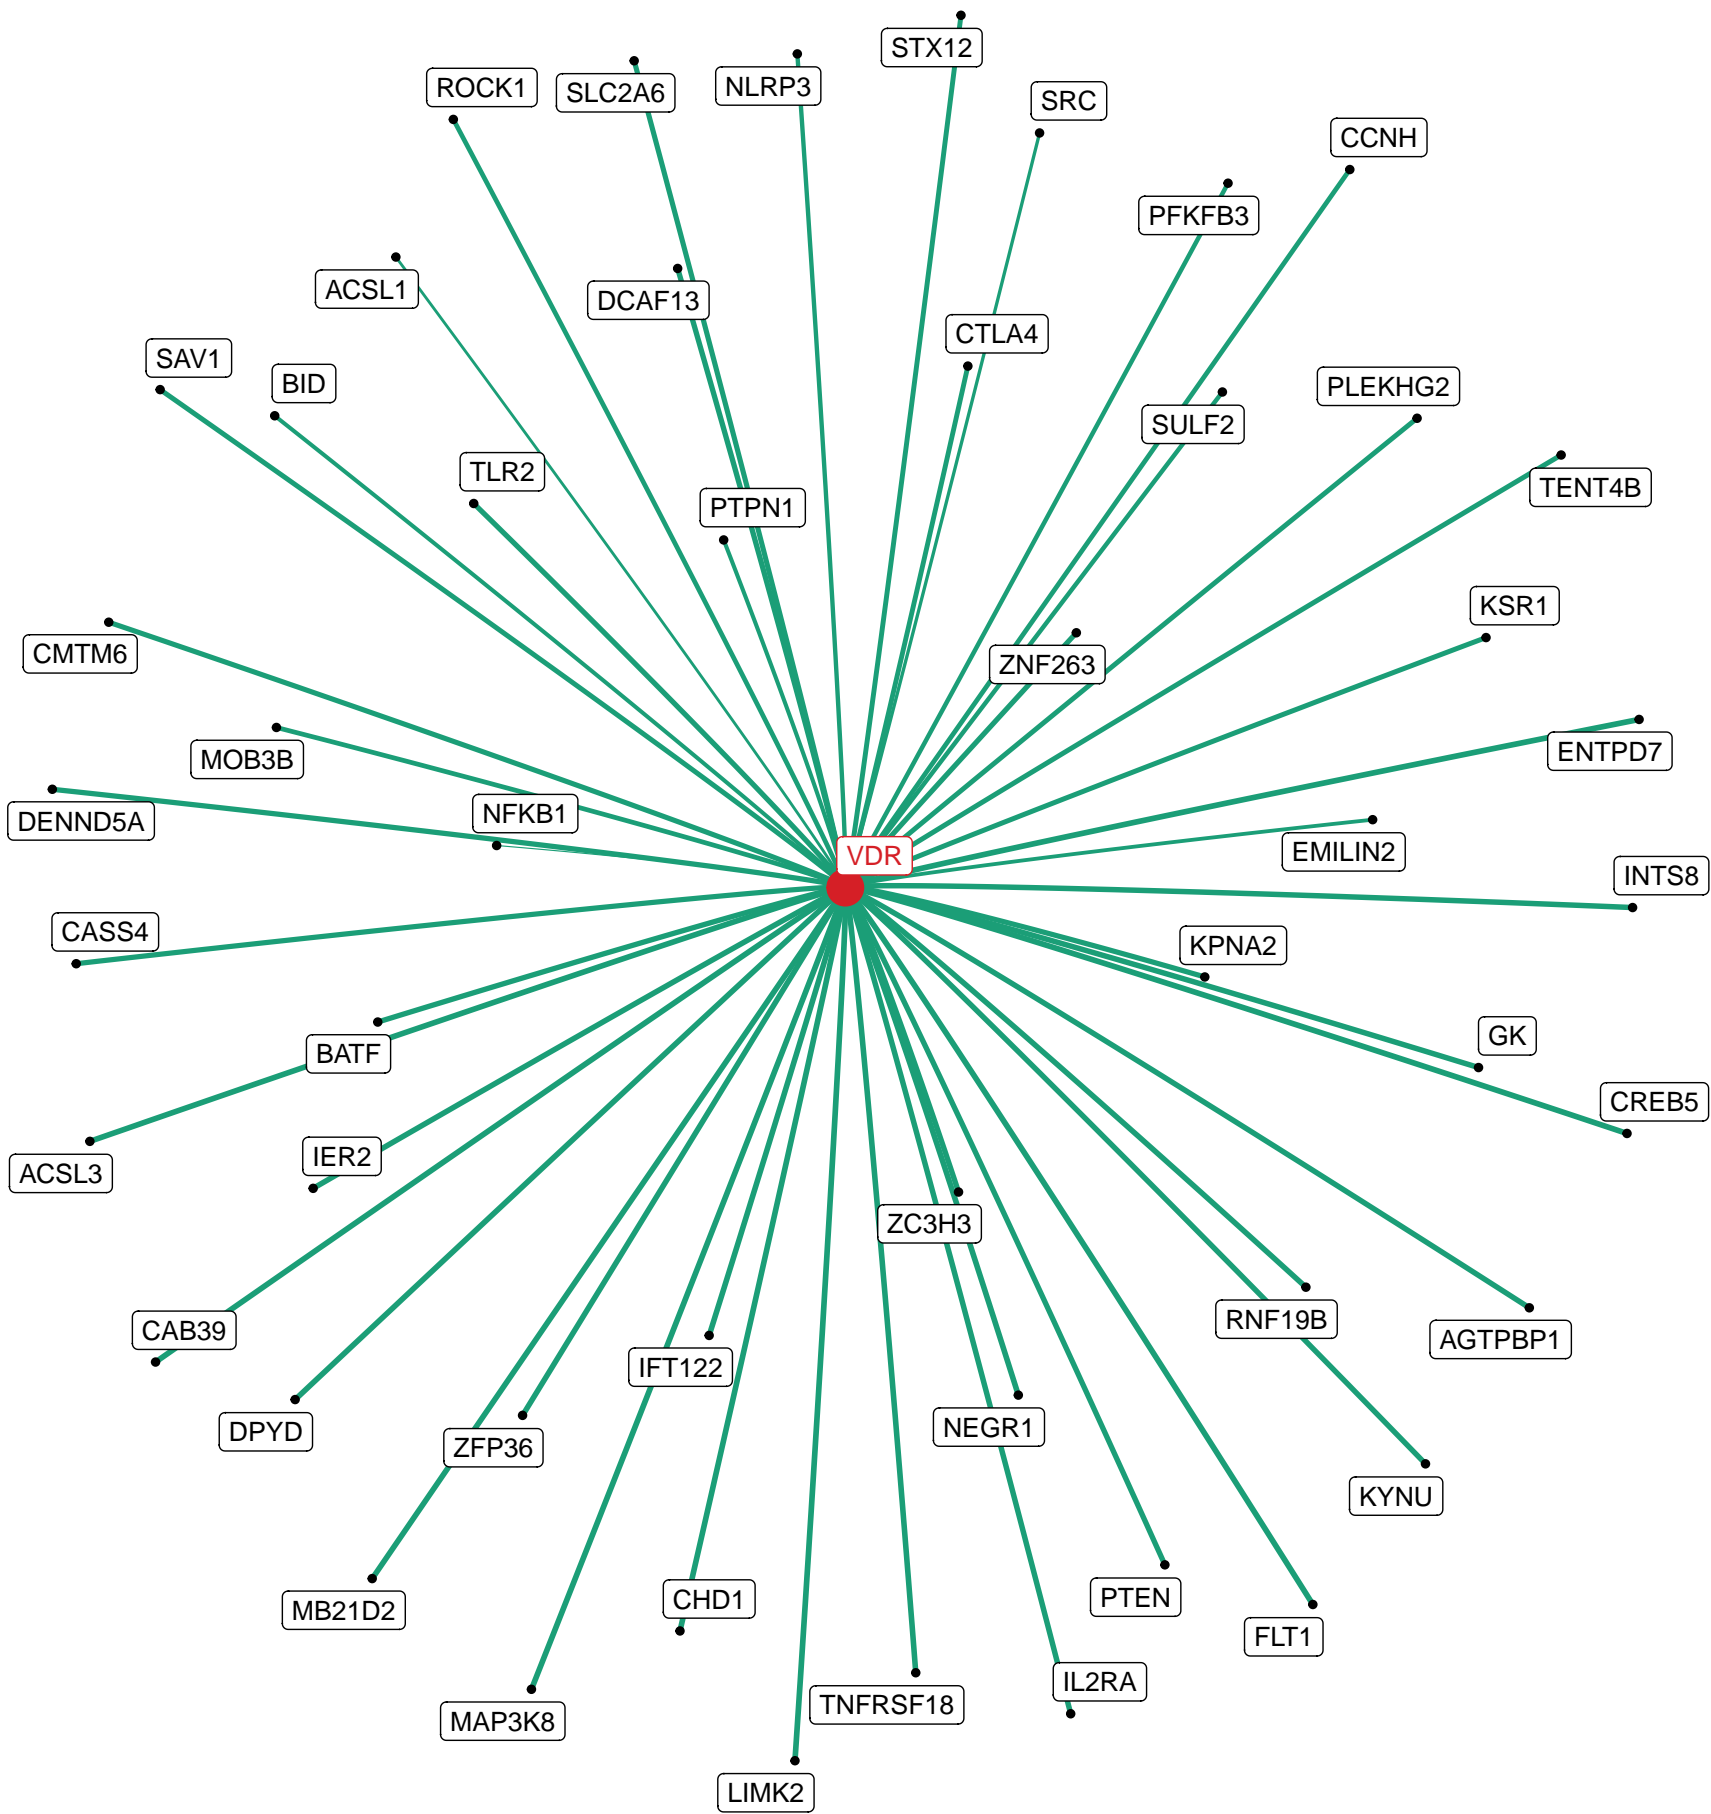 STX12
ROCK1
SLC2A6
NLRP3
SRC
CCNH
PFKFB3
ACSL1
DCAF13
CTLA4
SAV1
BID
PLEKHG2
SULF2
TLR2
TENT4B
PTPN1
KSR1
CMTM6
ZNF263
MOB3B
ENTPD7
NFKB1
DENND5A
EMILIN2
VDR
INTS8
CASS4
KPNA2
GK
BATF
CREB5
IER2
ACSL3
ZC3H3
RNF19B
CAB39
AGTPBP1
IFT122
NEGR1
DPYD
ZFP36
KYNU
PTEN
CHD1
MB21D2
FLT1
IL2RA
TNFRSF18
MAP3K8
LIMK2